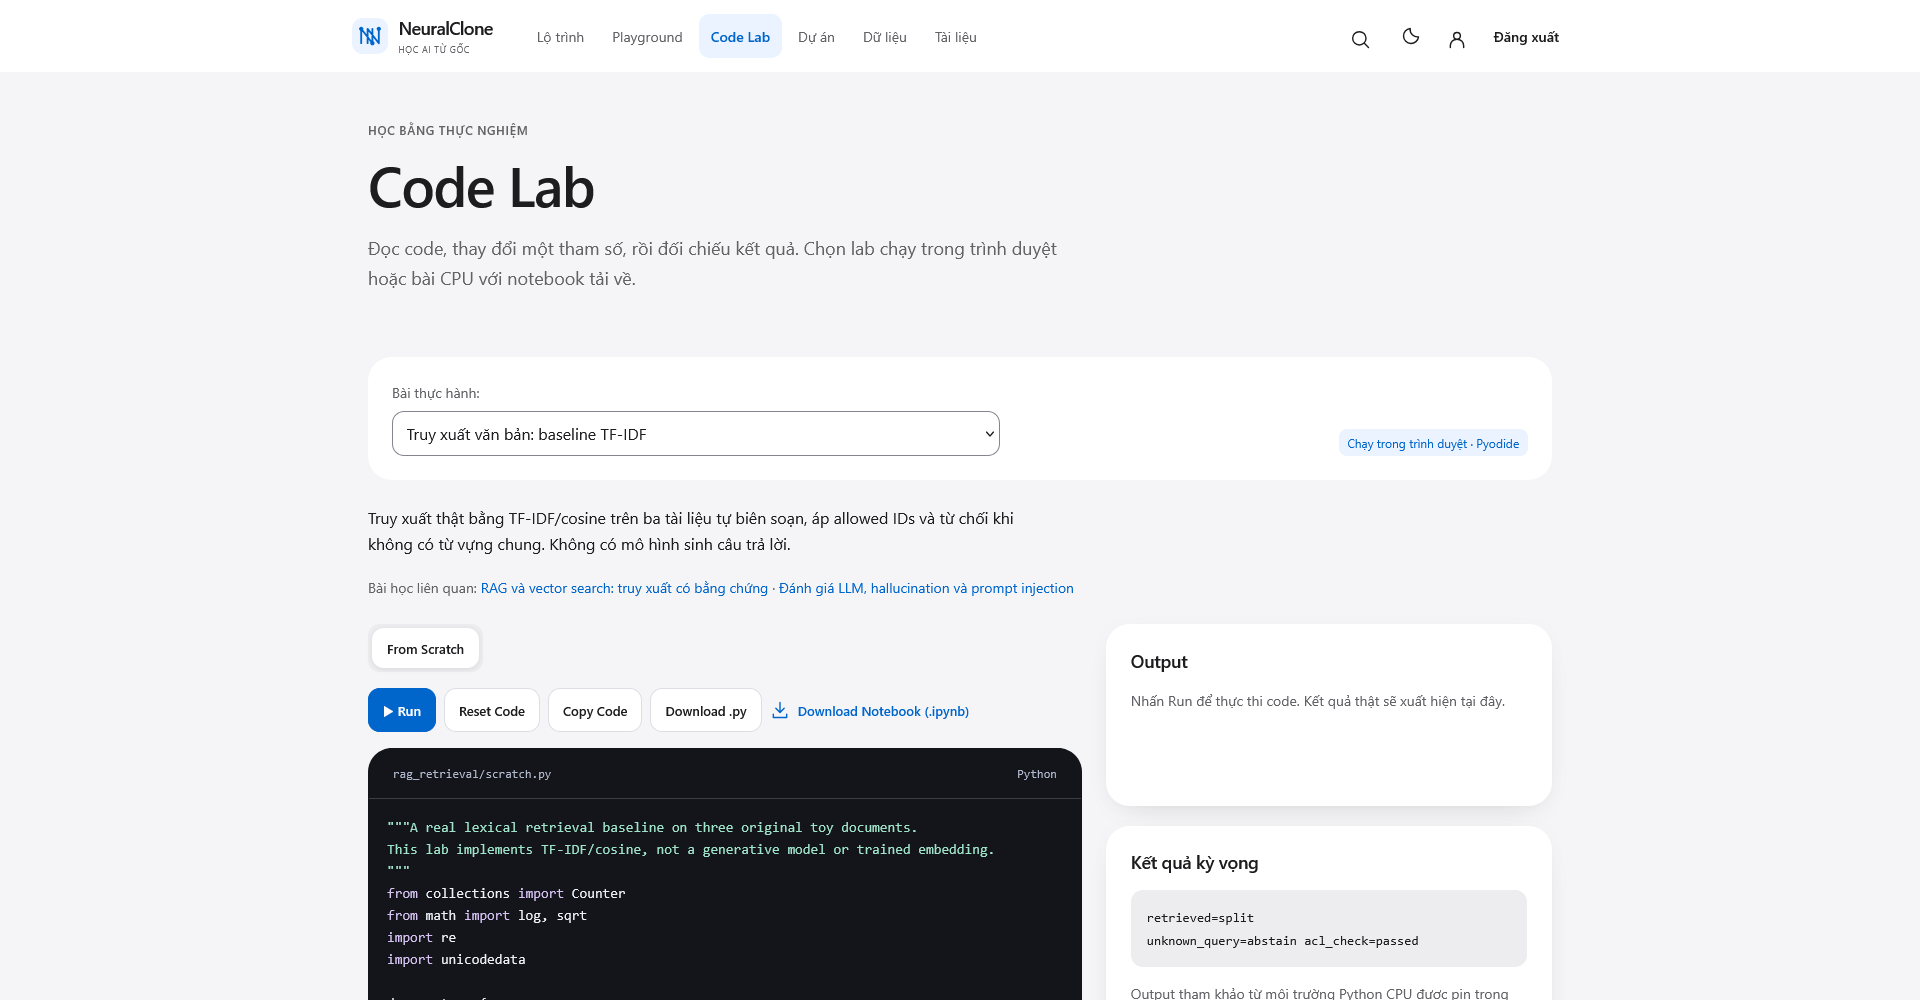 NeuralClone
HỌC AI TỪ GỐC
Lộ trình
Playground
Code Lab
Dự án
Dữ liệu
Tài liệu
Đăng xuất
HỌC BẰNG THỰC NGHIỆM
Code Lab
Đọc code, thay đổi một tham số, rồi đối chiếu kết quả. Chọn lab chạy trong trình duyệt
hoặc bài CPU với notebook tải về.
Bài thực hành:
Truy xuất văn bản: baseline TF-IDF
Chạy trong trình duyệt · Pyodide
Truy xuất thật bằng TF-IDF/cosine trên ba tài liệu tự biên soạn, áp allowed IDs và từ chối khi
không có từ vựng chung. Không có mô hình sinh câu trả lời.
Bài học liên quan: RAG và vector search: truy xuất có bằng chứng · Đánh giá LLM, hallucination và prompt injection
From Scratch
Run
Reset Code
Copy Code
Download .py
Download Notebook (.ipynb)
rag_retrieval/scratch.py
Python
"""A real lexical retrieval baseline on three original toy documents.
This lab implements TF-IDF/cosine, not a generative model or trained embedding.
"""
from collections import Counter
from math import log, sqrt
import re
import unicodedata
Output
Nhấn Run để thực thi code. Kết quả thật sẽ xuất hiện tại đây.
Kết quả kỳ vọng
retrieved=split
unknown_query=abstain acl_check=passed
Output tham khảo từ môi trường Python CPU được pin trong